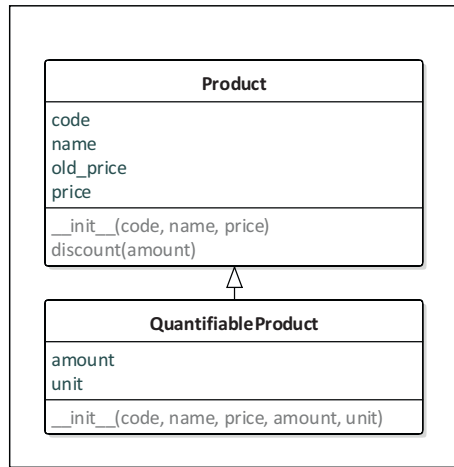 Product
code
name
old_price
price
__init__(code, name, price)
discount(amount)
QuantifiableProduct
amount
unit
__init__(code, name, price, amount, unit)